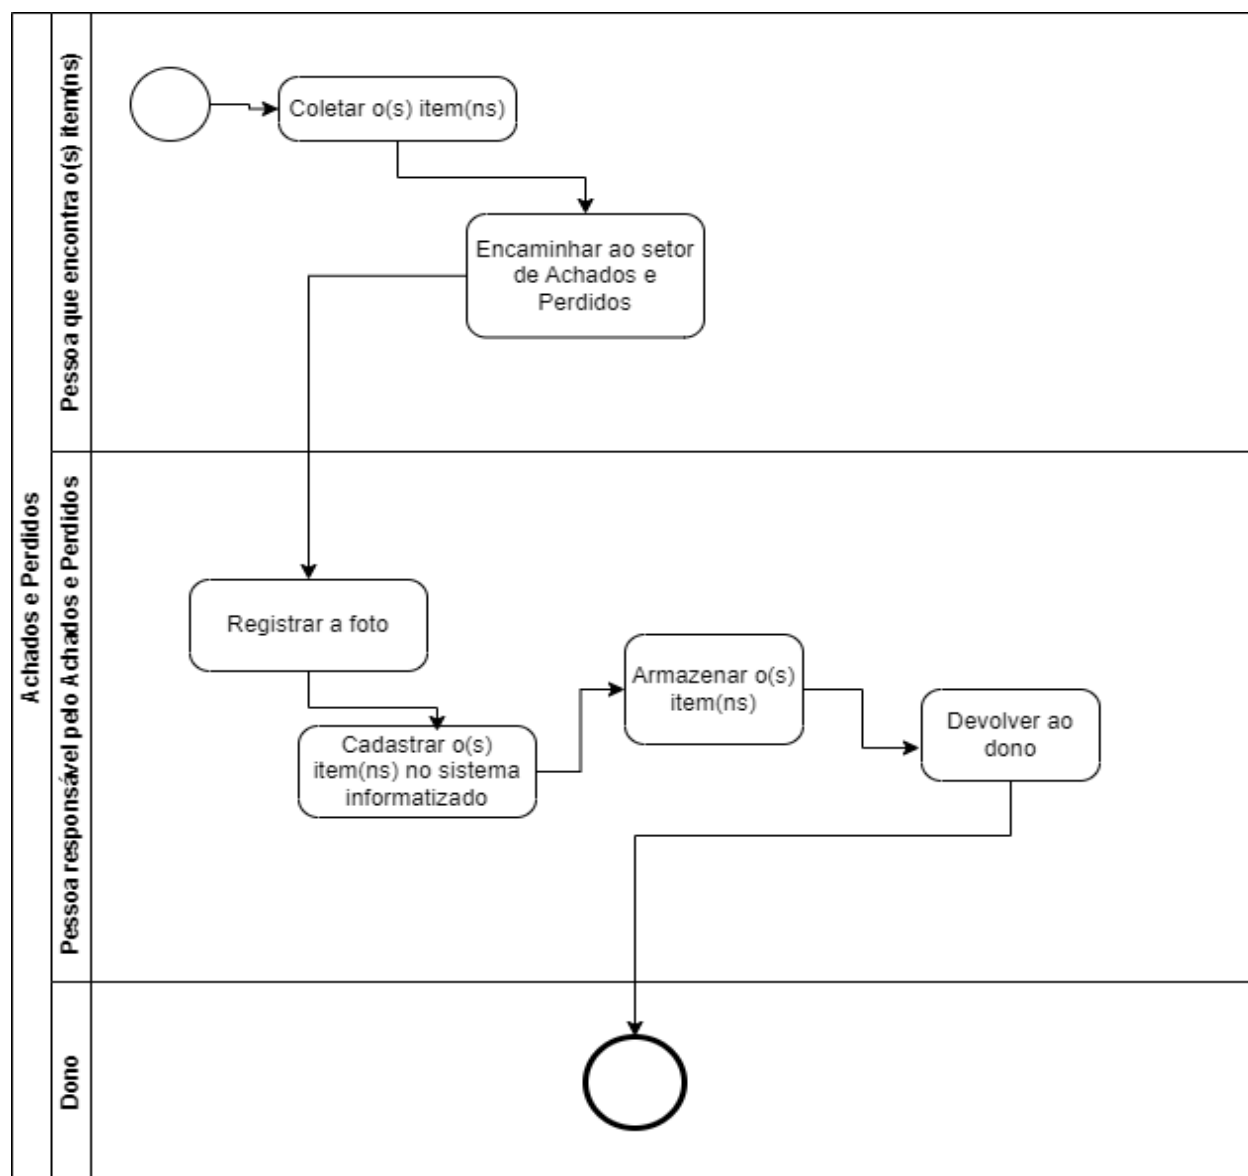 Achados e Perdidos
Pessoa que encontra o(s) item(ns)
Coletar o(s) item(ns)
Encaminhar ao setor
de Achados e
Perdidos
Pessoa responsável pelo Achados e Perdidos
Registrar a foto
Cadastrar o(s)
item(ns) no sistema
informatizado
Armazenar o(s)
item(ns)
Devolver ao
dono
Dono